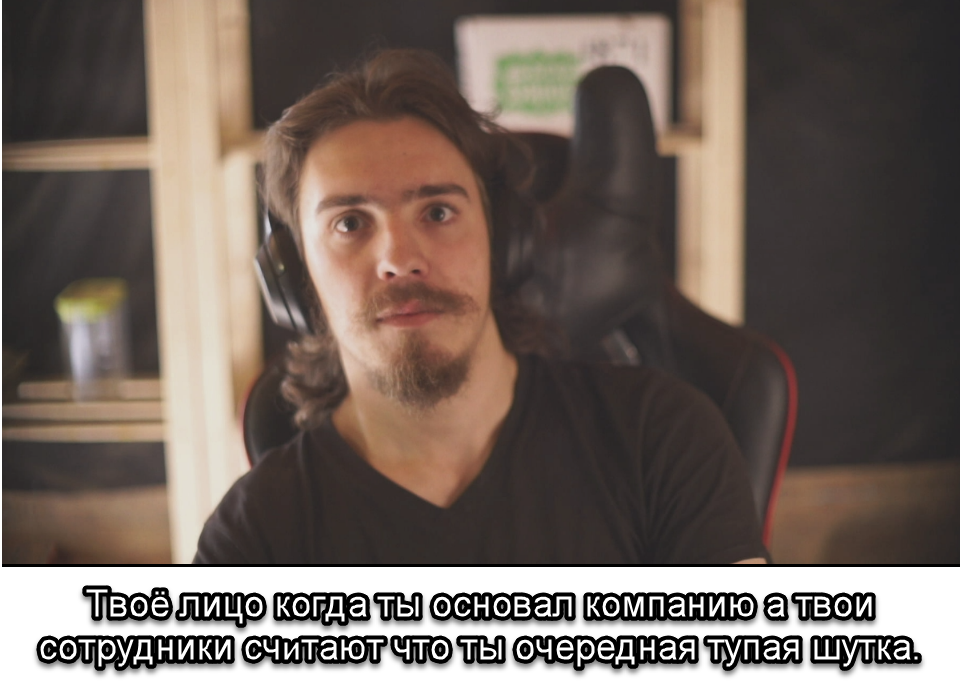 Твоё лицо когда ты основал компанию а твои
сотрудники считают что ты очередная тупая шутка.